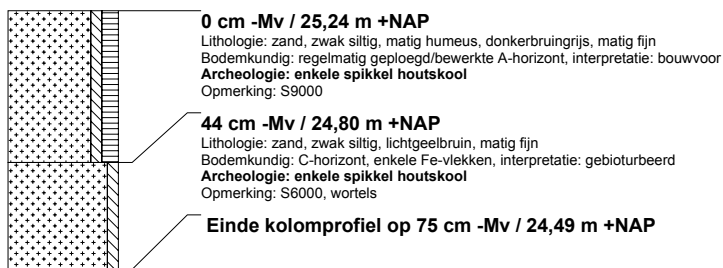 0 cm -Mv / 25,24 m +NAP
Lithologie: zand, zwak siltig, matig humeus, donkerbruingrijs, matig fijn
Bodemkundig: regelmatig geploegd/bewerkte A-horizont, interpretatie: bouwvoor
Archeologie: enkele spikkel houtskool
Opmerking: S9000
44 cm -Mv / 24,80 m +NAP
Lithologie: zand, zwak siltig, lichtgeelbruin, matig fijn
Bodemkundig: C-horizont, enkele Fe-vlekken, interpretatie: gebioturbeerd
Archeologie: enkele spikkel houtskool
Opmerking: S6000, wortels
Einde kolomprofiel op 75 cm -Mv / 24,49 m +NAP